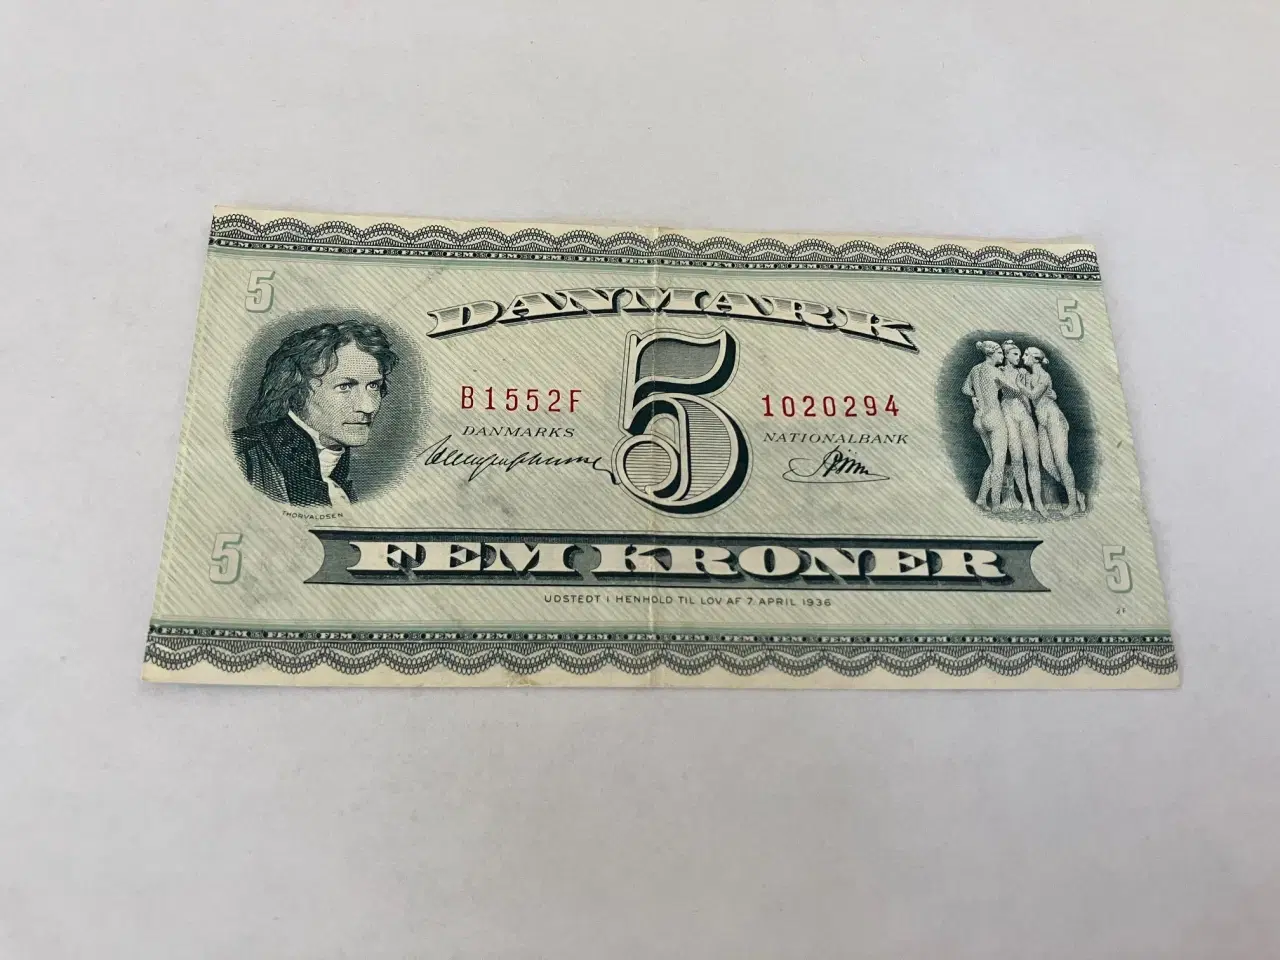 5 5
DANMARK
B1552F 5 1020294
DANMARKS NATIONALBANK
THORVALDSEN
5 FEM KRONER 5
UDSTEDT I HENHOLD TIL LOV AF 7. APRIL 1936
21